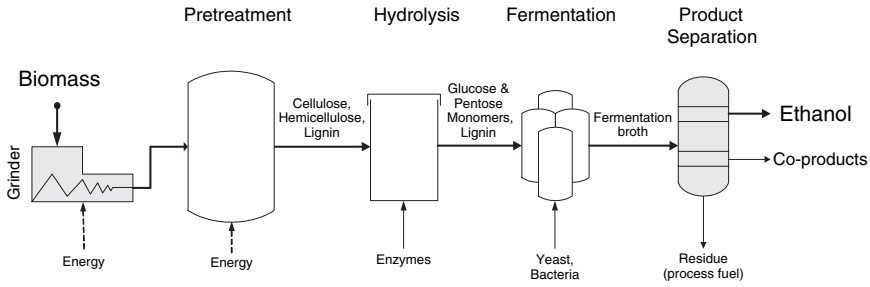 Pretreatment
Hydrolysis
Fermentation
Product
Separation
Biomass
Grinder
Energy
Energy
Cellulose,
Hemicellulose,
Lignin
Enzymes
Glucose &
Pentose
Monomers,
Lignin
Yeast,
Bacteria
Fermentation
broth
Ethanol
Co-products
Residue
(process fuel)